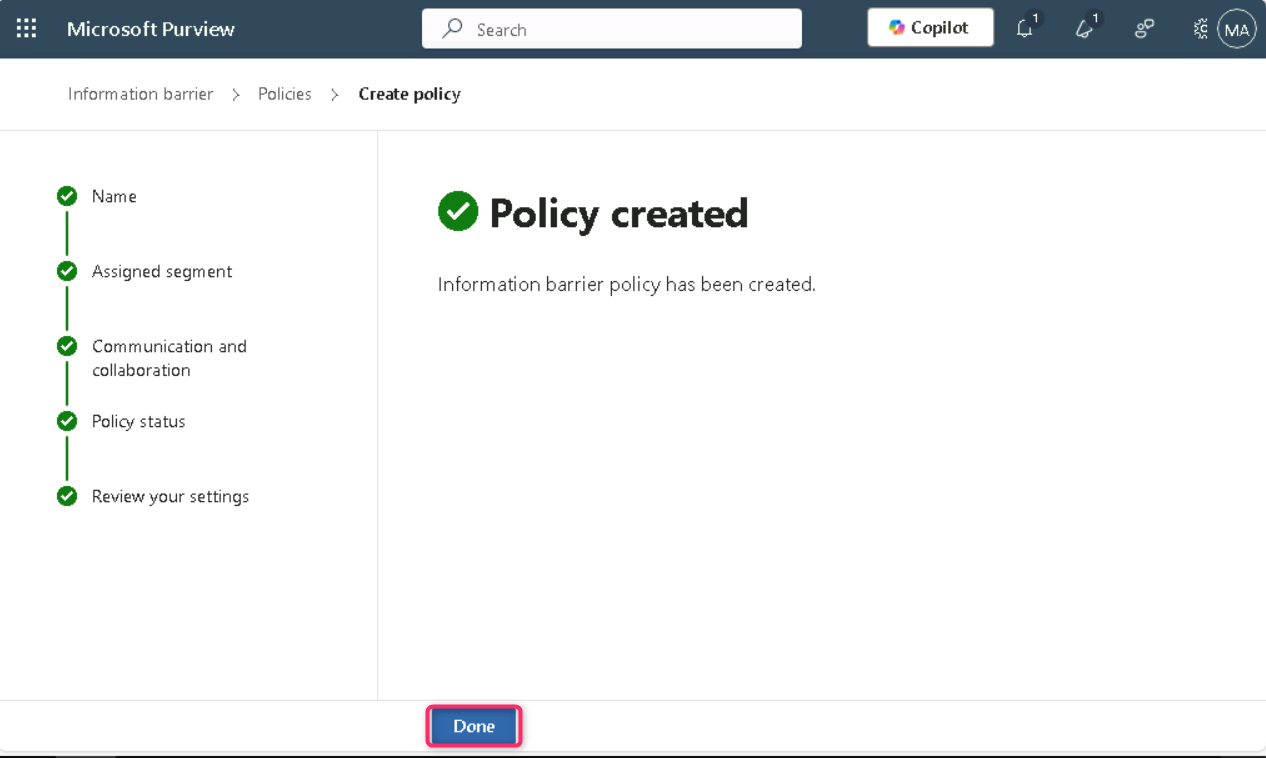 Microsoft Purview
Search
Copilot
1
1
MA
Information barrier > Policies > Create policy
Name
Assigned segment
Communication and
collaboration
Policy status
Review your settings
Policy created
Information barrier policy has been created.
Done